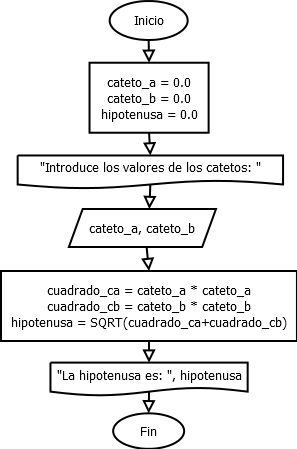 Inicio
cateto_a = 0.0
cateto_b = 0.0
hipotenusa = 0.0
"Introduce los valores de los catetos: "
cateto_a, cateto_b
cuadrado_ca = cateto_a * cateto_a
cuadrado_cb = cateto_b * cateto_b
hipotenusa = SQRT(cuadrado_ca+cuadrado_cb)
"La hipotenusa es: ", hipotenusa
Fin